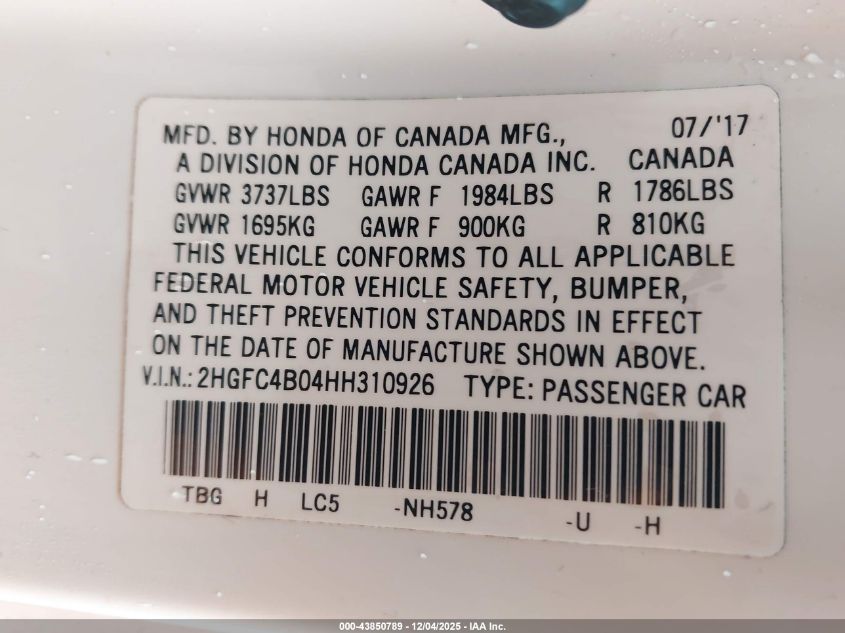 MFD. BY HONDA OF CANADA MFG., 07/'17
A DIVISION OF HONDA CANADA INC. CANADA
GVWR 3737LBS GAWR F 1984LBS R 1786LBS
GVWR 1695KG GAWR F 900KG R 810KG
THIS VEHICLE CONFORMS TO ALL APPLICABLE
FEDERAL MOTOR VEHICLE SAFETY, BUMPER,
AND THEFT PREVENTION STANDARDS IN EFFECT
ON THE DATE OF MANUFACTURE SHOWN ABOVE.
V.I.N.: 2HGFC4B04HH310926 TYPE: PASSENGER CAR
TBG H LC5 -NH578 -U -H
000-43850789 - 12/04/2025 - IAA Inc.